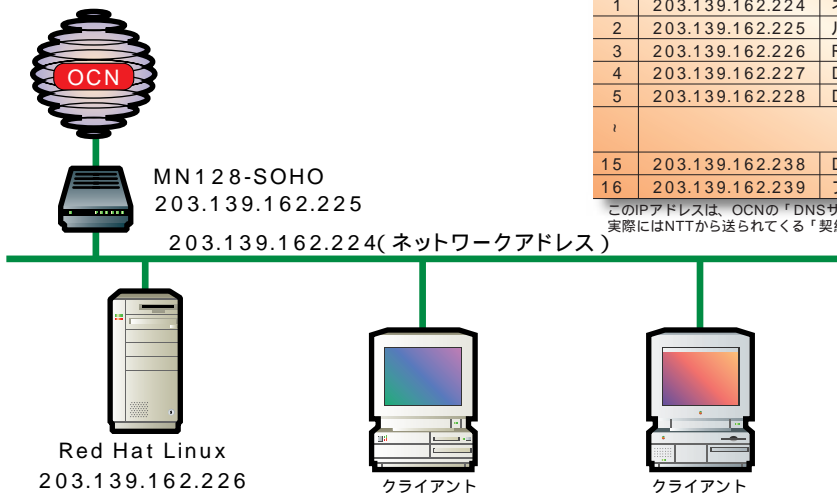 OCN
MN128-SOHO
203.139.162.225
203.139.162.224(ネットワークアドレス)
Red Hat Linux
203.139.162.226
クライアント
クライアント
1 203.139.162.224
2 203.139.162.225
3 203.139.162.226
4 203.139.162.227 D
5 203.139.162.228 D
~
15 203.139.162.238 D
16 203.139.162.239
このIPアドレスは、OCNの「DNSサ
実際にはNTTから送られてくる「契